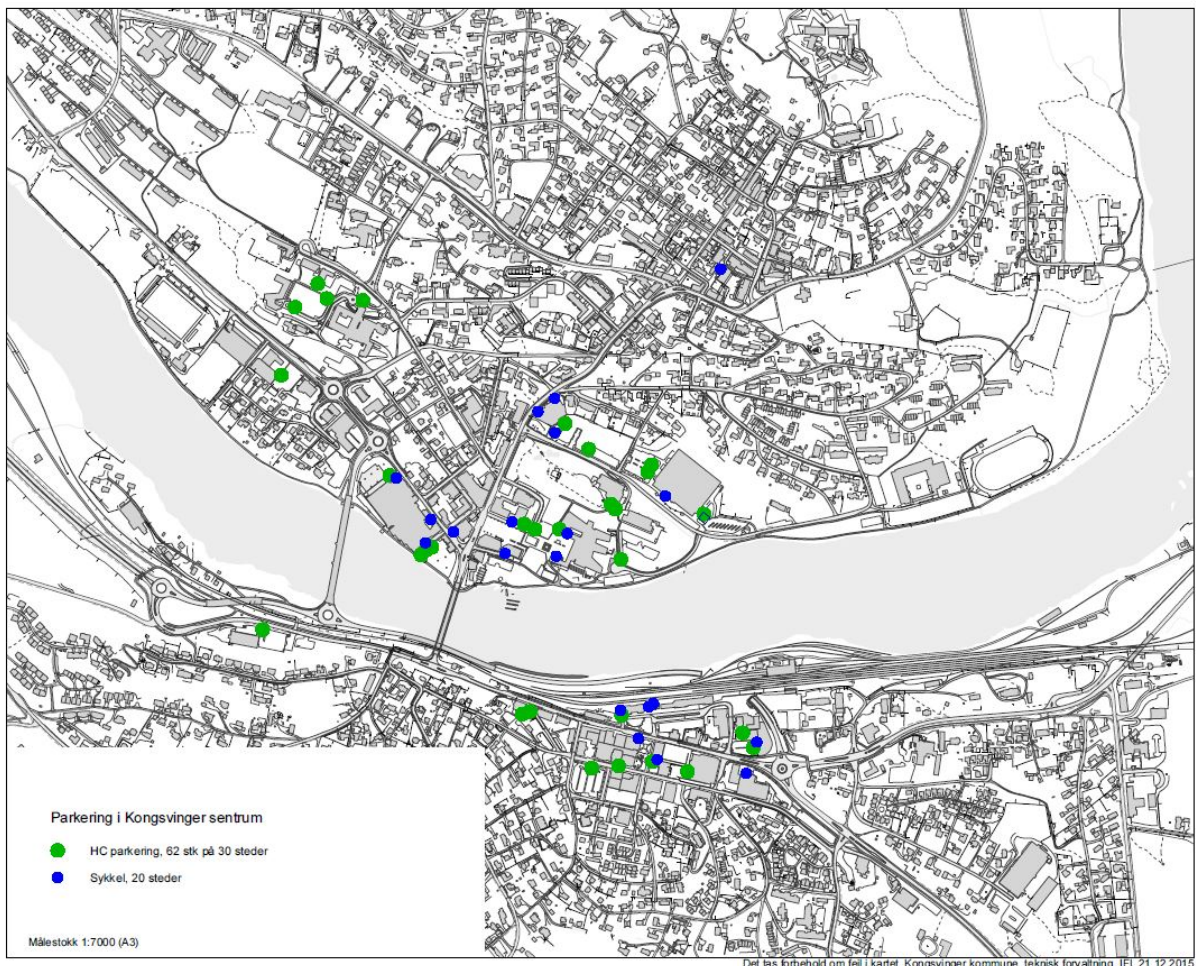 Parkering i Kongsvinger sentrum
HC parkering, 62 stk på 30 steder
Sykkel, 20 steder
Målestokk 1:7000 (A3)
Det tas forbehold om feil i kartet. Kongsvinger kommune, teknisk forvaltning, IEI, 21.12.2015